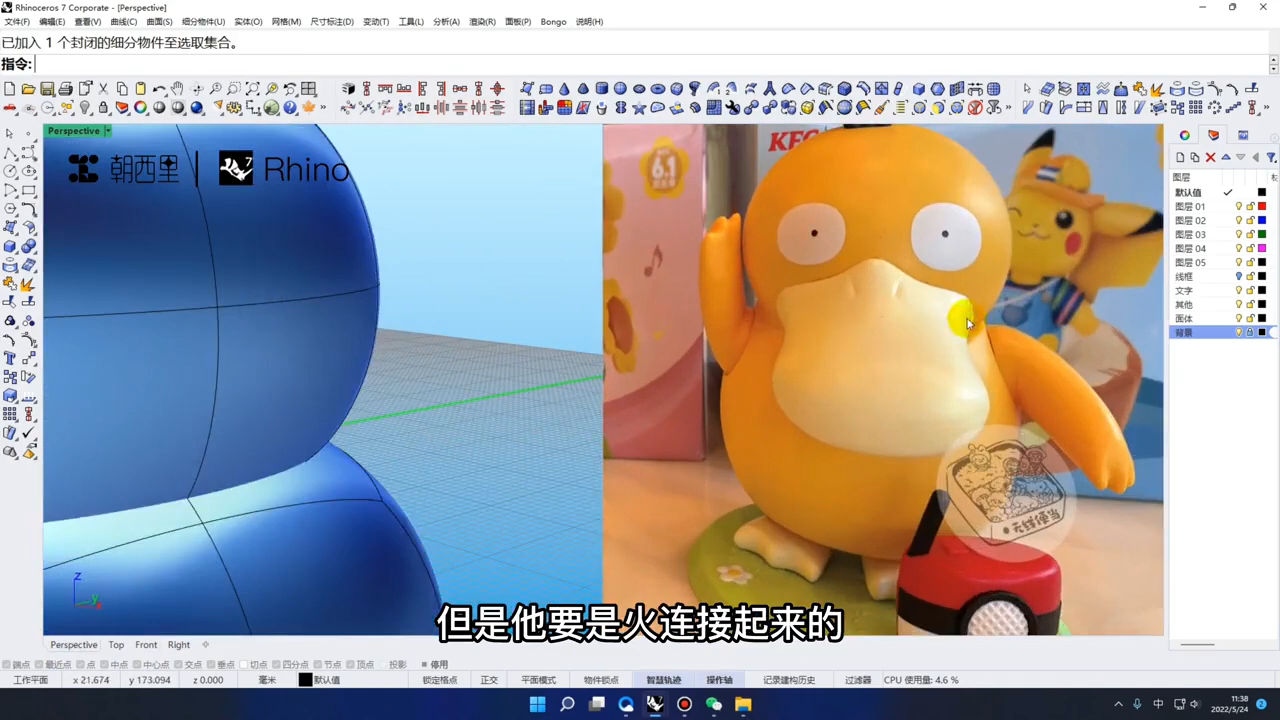 Rhinoceros 7 Corporate - [Perspective]
文件(F) 编辑(E) 查看(V) 曲线(C) 曲面(S) 细分物件(U) 实体(O) 网格(M) 尺寸标注(D) 变动(T) 工具(L) 分析(A) 渲染(R) 面板(P) Bongo 说明(H)
已加入 1 个封闭的细分物件至选取集合。
指令:
Perspective
朝西里 Rhino
7
KFC
6.1
图层
默认值
图层 01
图层 02
图层 03
图层 04
图层 05
线框
文字
其他
面体
背景
无线便当
但是他要是火连接起来的
z
y
Perspective Top Front Right
端点 最近点 点 中点 中心点 交点 垂点 切点 四分点 节点 顶点 投影 停用
工作平面 x 21.674 y 173.094 z 0.000 毫米 默认值 锁定格点 正交 平面模式 物件锁点 智慧轨迹 操作轴 记录建构历史 过滤器 CPU 使用量: 4.6 %
中 11:38
2022/5/24